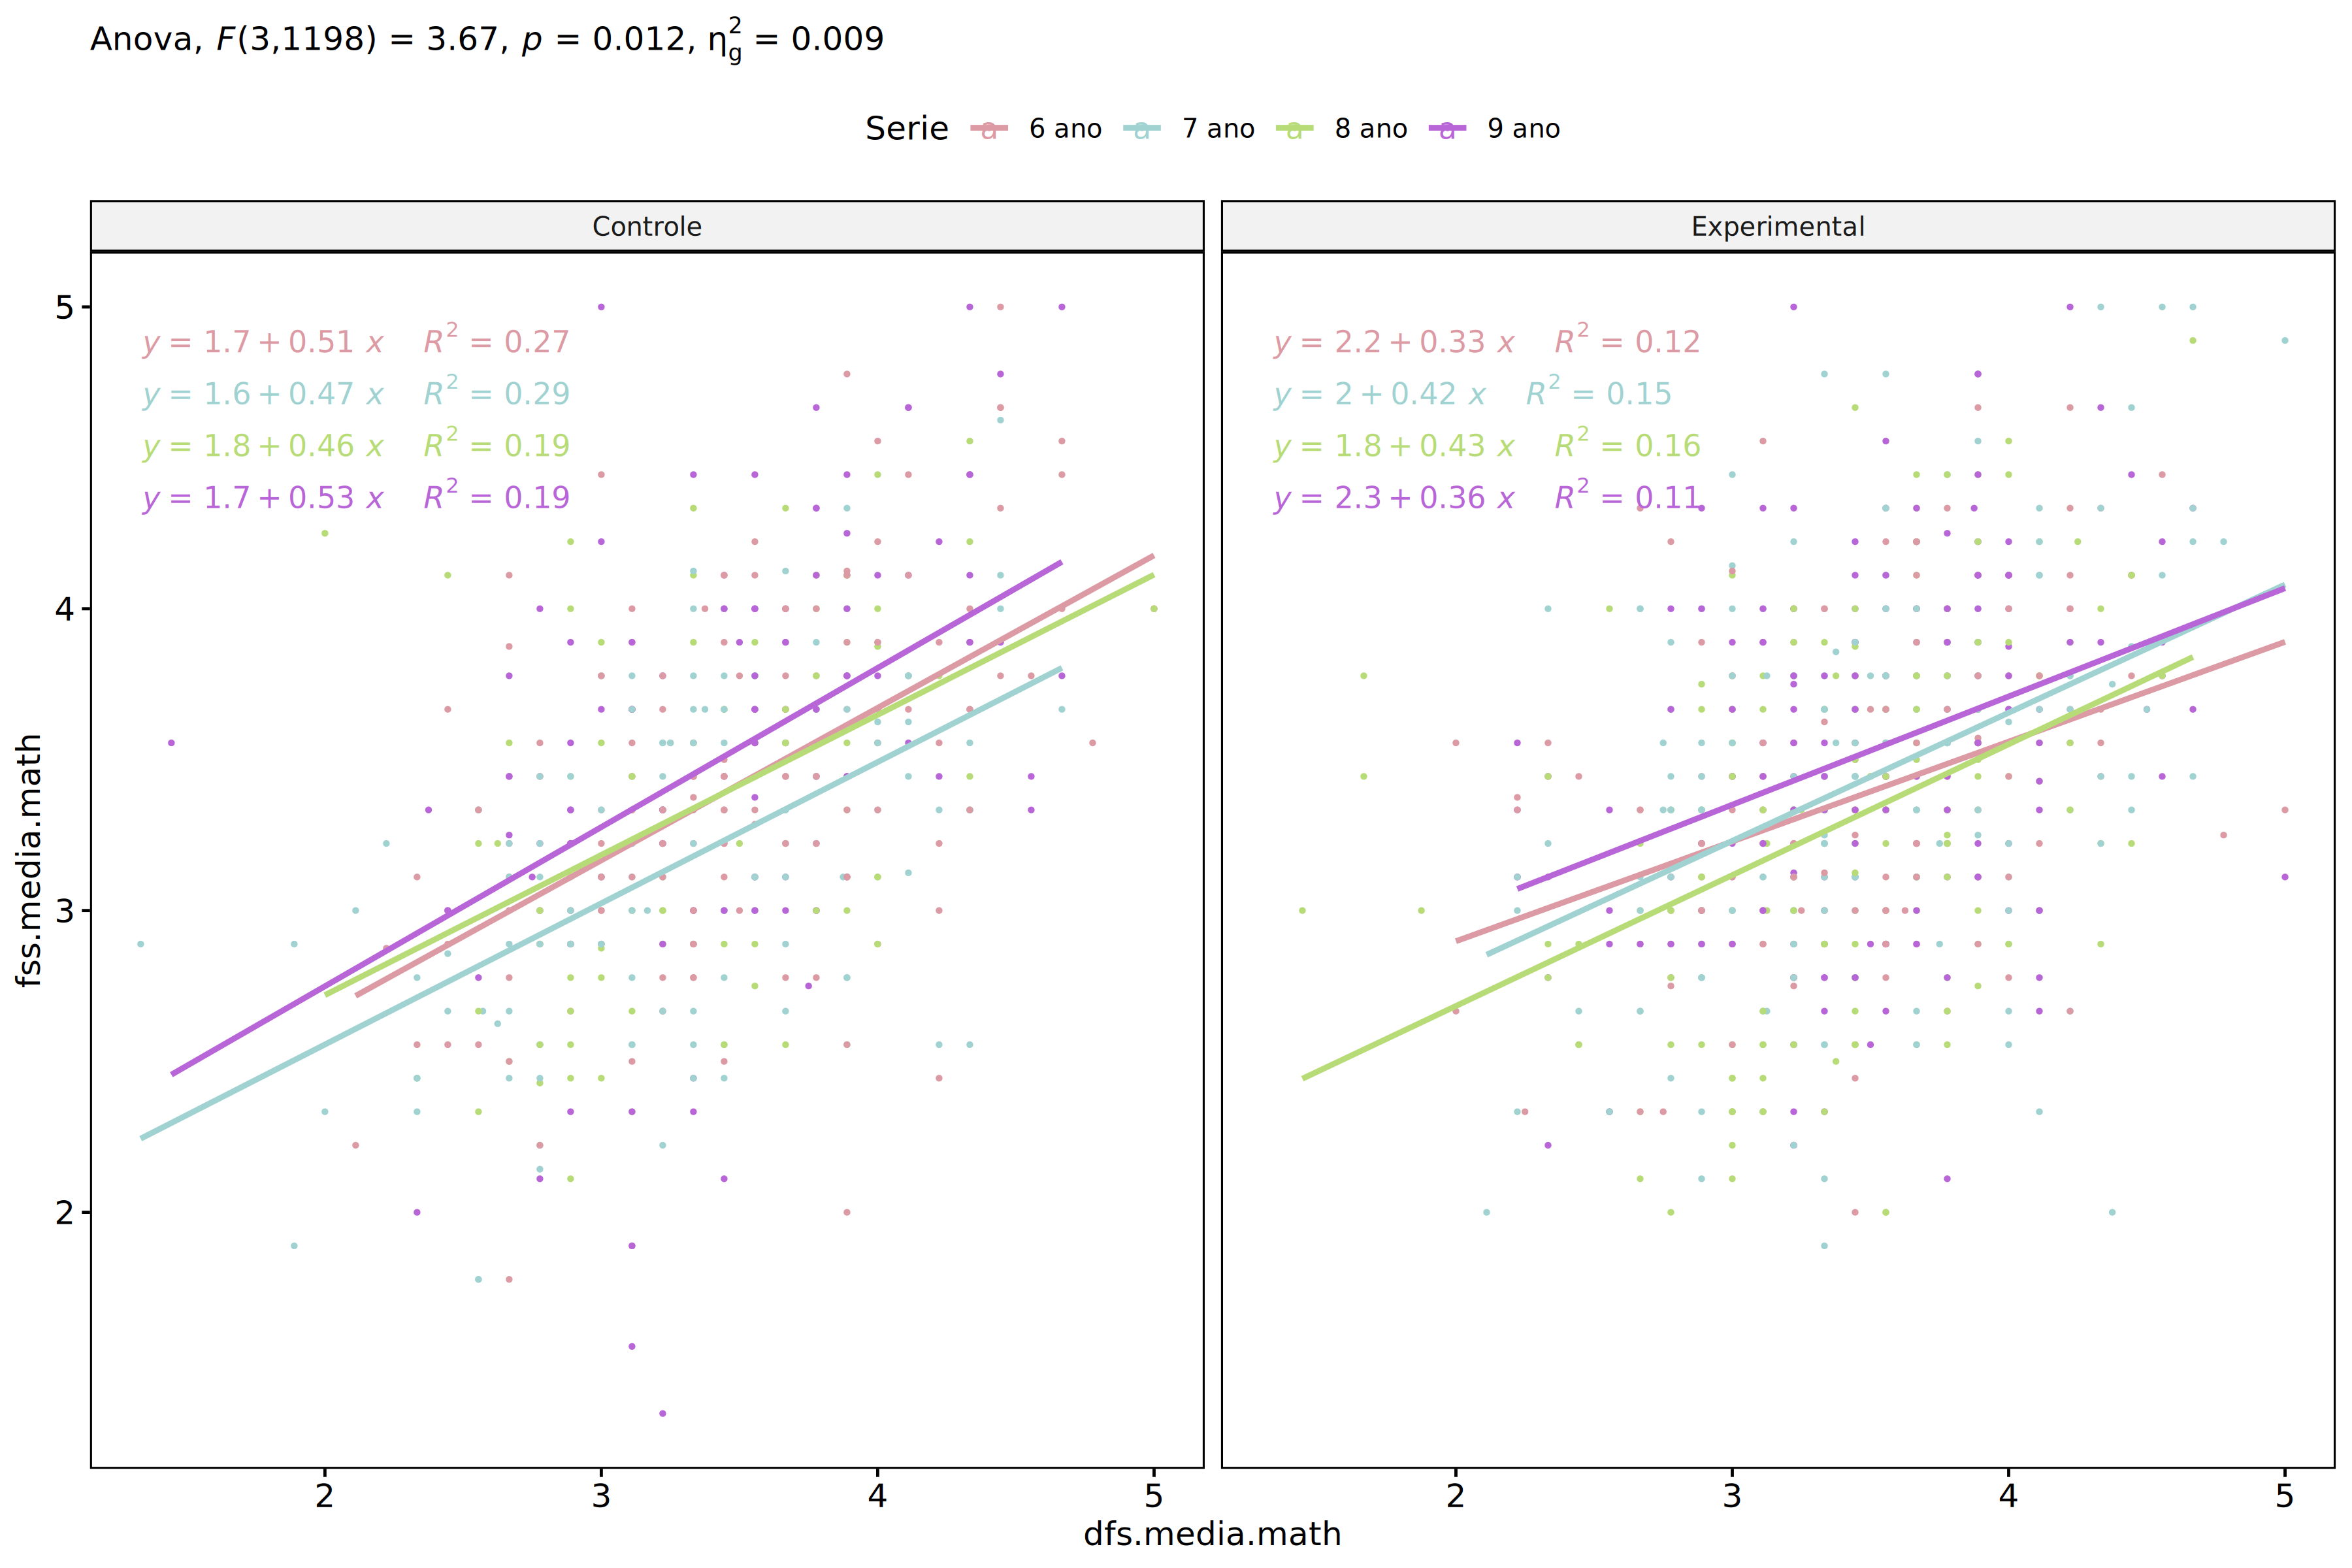 Anova, F(3,1198) = 3.67, p = 0.012, η²g = 0.009
Serie a 6 ano a 7 ano a 8 ano a 9 ano
Controle
Experimental
y = 1.7 + 0.51 x R² = 0.27
y = 1.6 + 0.47 x R² = 0.29
y = 1.8 + 0.46 x R² = 0.19
y = 1.7 + 0.53 x R² = 0.19
y = 2.2 + 0.33 x R² = 0.12
y = 2 + 0.42 x R² = 0.15
y = 1.8 + 0.43 x R² = 0.16
y = 2.3 + 0.36 x R² = 0.11
5
4
3
2
fss.media.math
2 3 4 5
2 3 4 5
dfs.media.math